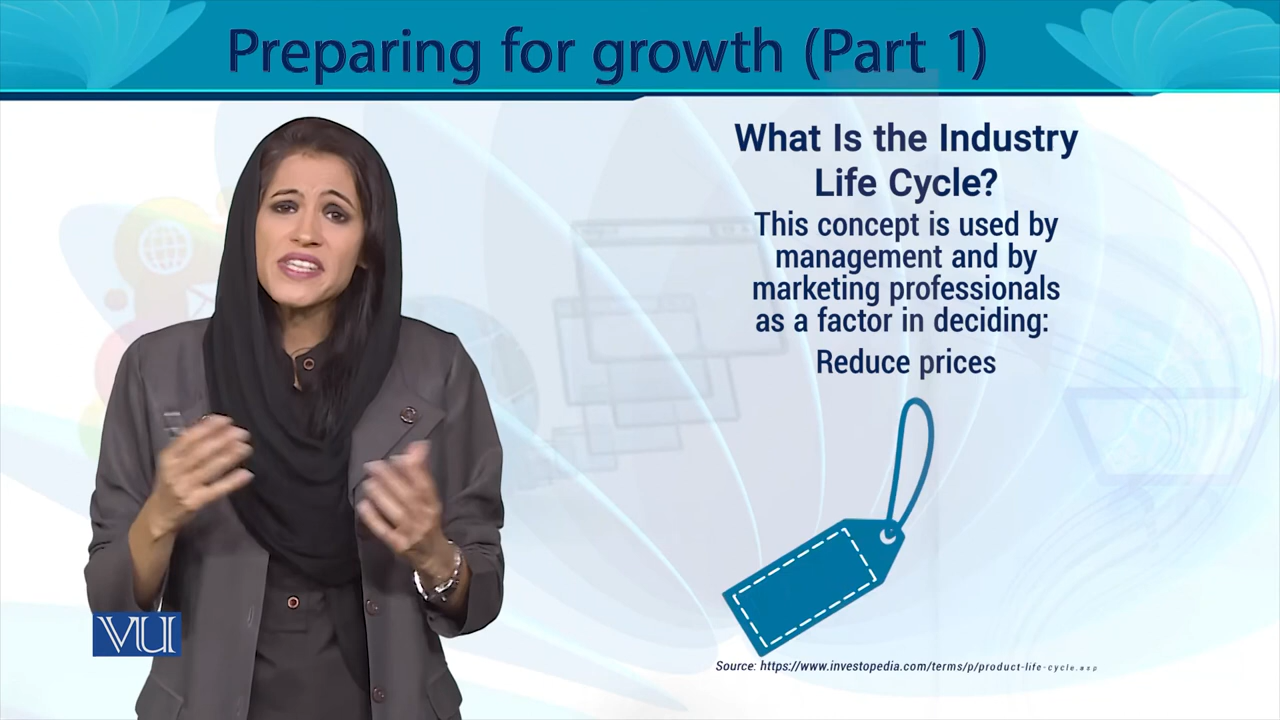 Preparing for growth (Part 1)
What Is the Industry
Life Cycle?
This concept is used by
management and by
marketing professionals
as a factor in deciding:
Reduce prices
VU
Source: https://www.investopedia.com/terms/p/product-life-cycle.asp